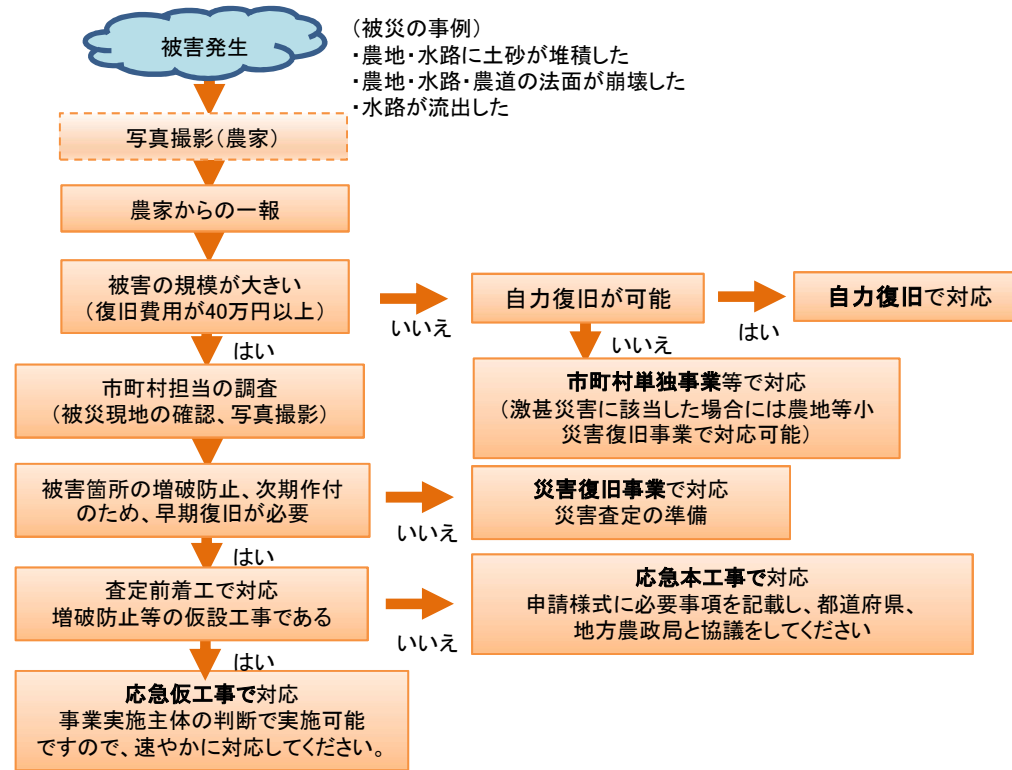 被害発生
(被災の事例)
・農地・水路に土砂が堆積した
・農地・水路・農道の法面が崩壊した
・水路が流出した
写真撮影(農家)
農家からの一報
被害の規模が大きい
(復旧費用が40万円以上)
いいえ
自力復旧が可能
はい
自力復旧で対応
はい
いいえ
市町村担当の調査
(被災現地の確認、写真撮影)
市町村単独事業等で対応
(激甚災害に該当した場合には農地等小
災害復旧事業で対応可能)
被害箇所の増破防止、次期作付
のため、早期復旧が必要
いいえ
災害復旧事業で対応
災害査定の準備
はい
査定前着工で対応
増破防止等の仮設工事である
いいえ
応急本工事で対応
申請様式に必要事項を記載し、都道府県、
地方農政局と協議をしてください
はい
応急仮工事で対応
事業実施主体の判断で実施可能
ですので、速やかに対応してください。